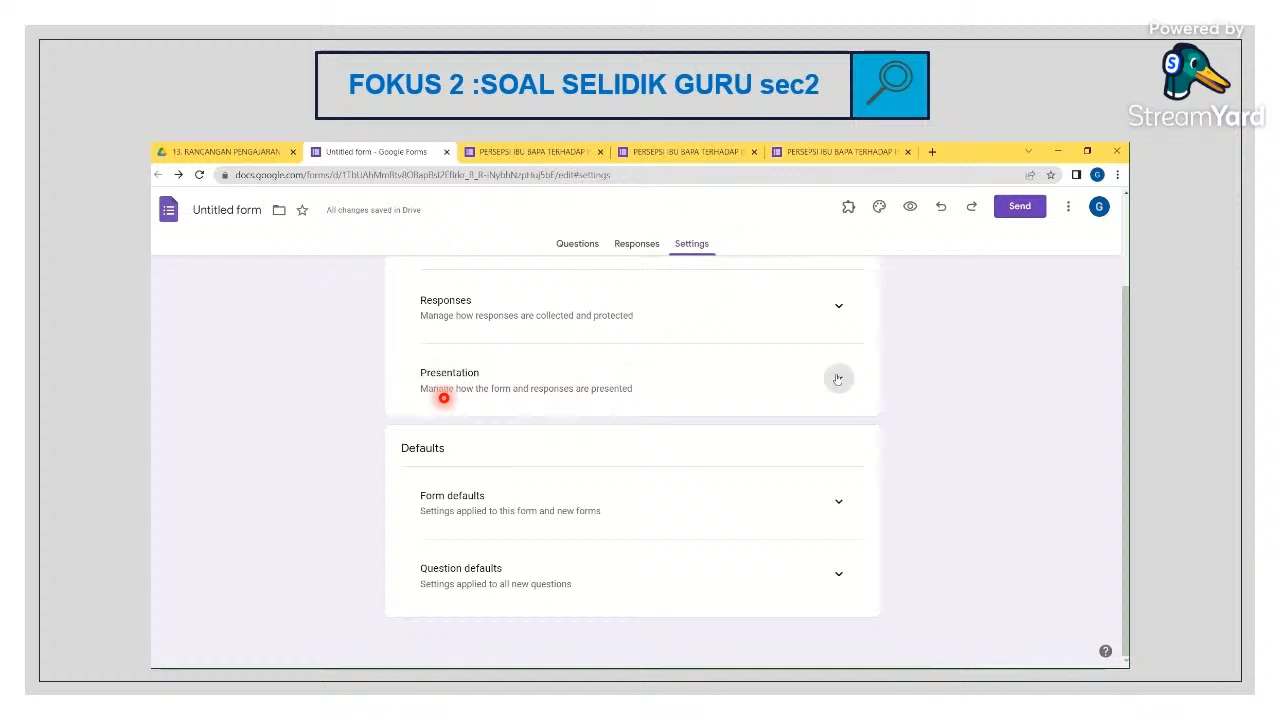 Powered by
StreamYard
FOKUS 2 :SOAL SELIDIK GURU sec2
13. RANCANGAN PENGAJARAN
Untitled form - Google Forms
PERSEPSI IBU BAPA TERHADAP
PERSEPSI IBU BAPA TERHADAP
PERSEPSI IBU BAPA TERHADAP
Untitled form
All changes saved in Drive
Send
G
Questions Responses Settings
Responses
Manage how responses are collected and protected
Presentation
Manage how the form and responses are presented
Defaults
Form defaults
Settings applied to this form and new forms
Question defaults
Settings applied to all new questions